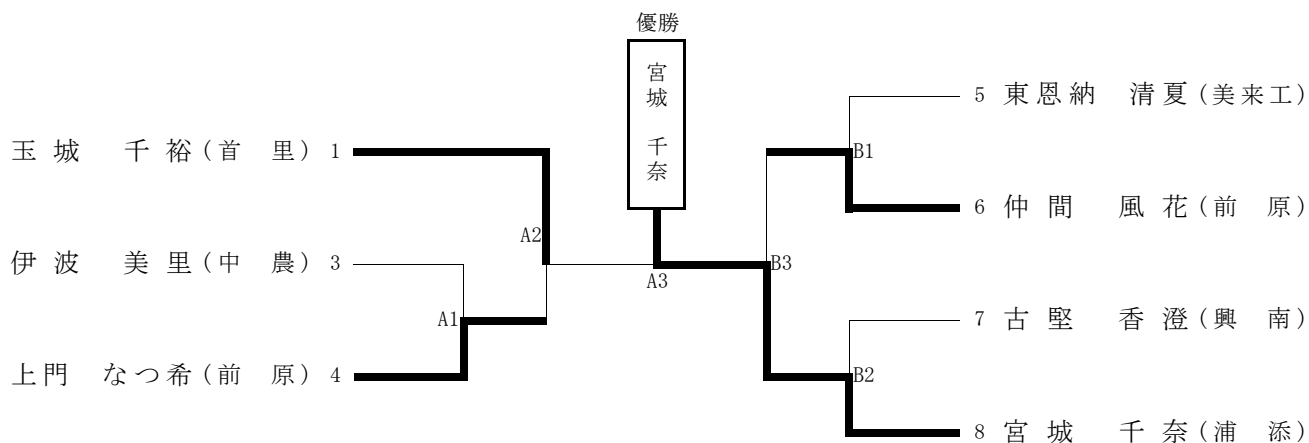 優勝
宮城 千奈
玉城 千裕(首 里) 1
伊波 美里(中 農) 3
上門 なつ希(前 原) 4
A1
A2
A3
B1
B2
B3
5 東恩納 清夏(美来工)
6 仲間 風花(前 原)
7 古堅 香澄(興 南)
8 宮城 千奈(浦 添)